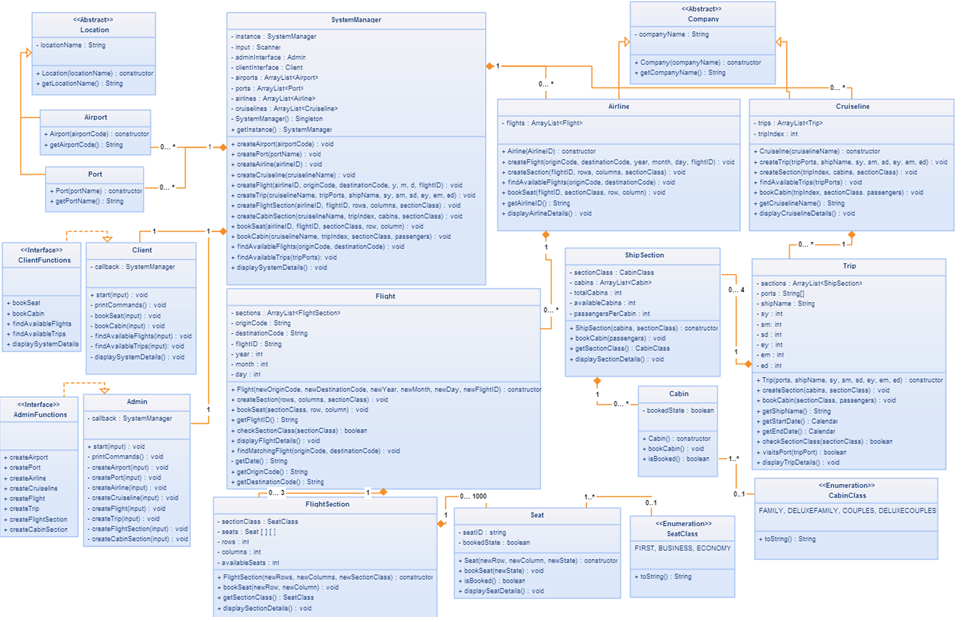 <<Abstract>>
Location
- locationName : String
+ Location(locationName) : constructor
+ getLocationName() : String
Airport
+ Airport(airportCode) : constructor
+ getAirportCode() : String
Port
+ Port(portName) : constructor
+ getPortName() : String
0... *
1
0... *
SystemManager
- instance : SystemManager
- input : Scanner
- adminInterface : Admin
- clientInterface : Client
- airports : ArrayList<Airport>
- ports : ArrayList<Port>
- airlines : ArrayList<Airline>
- cruiselines : ArrayList<Cruiseline>
- SystemManager() : Singleton
+ getInstance() : SystemManager
+ createAirport(airportCode) : void
+ createPort(portName) : void
+ createAirline(airlineID) : void
+ createCruiseline(cruiselineName) : void
+ createFlight(airlineID, originCode, destinationCode, y, m, d, flightID) : void
+ createTrip(cruiselineName, tripPorts, shipName, sy, sm, sd, ey, em, ed) : void
+ createFlightSection(airlineID, flightID, rows, columns, sectionClass) : void
+ createCabinSection(cruiselineName, tripIndex, cabins, sectionClass) : void
+ bookSeat(airlineID, flightID, sectionClass, row, column) : void
+ bookCabin(cruiselineName, tripIndex, sectionClass, passengers) : void
+ findAvailableFlights(originCode, destinationCode) : void
+ findAvailableTrips(tripPorts) : void
+ displaySystemDetails() : void
1
0... *
0... *
<<Abstract>>
Company
- companyName : String
+ Company(companyName) : constructor
+ getCompanyName() : String
Airline
- flights : ArrayList<Flight>
+ Airline(AirlineID) : constructor
+ createFlight(originCode, destinationCode, year, month, day, flightID) : void
+ createSection(flightID, rows, columns, sectionClass) : void
+ findAvailableFlights(originCode, destinationCode) : void
+ bookSeat(flightID, sectionClass, row, column) : void
+ getAirlineID() : String
+ displayAirlineDetails() : void
Cruiseline
- trips : ArrayList<Trip>
- tripIndex : int
+ Cruiseline(cruiselineName) : constructor
+ createTrip(tripPorts, shipName, sy, sm, sd, ey, em, ed) : void
+ createSection(tripIndex, cabins, sectionClass) : void
+ findAvailableTrips(tripPorts) : void
+ bookCabin(tripIndex, sectionClass, passengers) : void
+ getCruiselineName() : String
+ displayCruiselineDetails() : void
<<Interface>>
ClientFunctions
+ bookSeat
+ bookCabin
+ findAvailableFlights
+ findAvailableTrips
+ displaySystemDetails
1
1
Client
- callback : SystemManager
+ start(input) : void
- printCommands() : void
- bookSeat(input) : void
- bookCabin(input) : void
- findAvailableFlights(input) : void
- findAvailableTrips(input) : void
- displaySystemDetails() : void
1
1
<<Interface>>
AdminFunctions
+ createAirport
+ createPort
+ createAirline
+ createCruiseline
+ createFlight
+ createTrip
+ createFlightSection
+ createCabinSection
Admin
- callback : SystemManager
+ start(input) : void
- printCommands() : void
- createAirport(input) : void
- createPort(input) : void
- createAirline(input) : void
- createCruiseline(input) : void
- createFlight(input) : void
- createTrip(input) : void
- createFlightSection(input) : void
- createCabinSection(input) : void
Flight
- sections : ArrayList<FlightSection>
- originCode : String
- destinationCode : String
- flightID : String
- year : int
- month : int
- day : int
+ Flight(newOriginCode, newDestinationCode, newYear, newMonth, newDay, newFlightID) : constructor
+ createSection(rows, columns, sectionClass) : void
+ bookSeat(sectionClass, row, column) : void
+ getFlightID() : String
+ checkSectionClass(sectionClass) : boolean
+ displayFlightDetails() : void
+ findMatchingFlight(originCode, destinationCode) : void
- getDate() : String
+ getOriginCode() : String
+ getDestinationCode() : String
1
0... *
ShipSection
- sectionClass : CabinClass
- cabins : ArrayList<Cabin>
- totalCabins : int
- availableCabins : int
- passengersPerCabin : int
+ ShipSection(cabins, sectionClass) : constructor
+ bookCabin(passengers) : void
+ getSectionClass() : CabinClass
+ displaySectionDetails() : void
0... *
1
0... 4
1
Trip
- sections : ArrayList<ShipSection>
- ports : String[]
- shipName : String
- sy : int
- sm : int
- sd : int
- ey : int
- em : int
- ed : int
+ Trip(ports, shipName, sy, sm, sd, ey, em, ed) : constructor
+ createSection(cabins, sectionClass) : void
+ bookCabin(sectionClass, passengers) : void
+ getShipName() : String
+ getStartDate() : Calendar
+ getEndDate() : Calendar
+ checkSectionClass(sectionClass) : boolean
+ visitsPort(tripPort) : boolean
+ displayTripDetails() : void
1
0... *
Cabin
- bookedState : boolean
+ Cabin() : constructor
+ bookCabin() : void
+ isBooked() : boolean
1..*
0..1
<<Enumeration>>
CabinClass
FAMILY, DELUXEFAMILY, COUPLES, DELUXECOUPLES
+ toString() : String
0... 3
1
FlightSection
- sectionClass : SeatClass
- seats : Seat [ ] [ ]
- rows : int
- columns : int
- availableSeats : int
+ FlightSection(newRows, newColumns, newSectionClass) : constructor
+ bookSeat(newRow, newColumn) : void
+ getSectionClass() : SeatClass
+ displaySectionDetails() : void
0... 1000
1
Seat
- seatID : string
- bookedState : boolean
+ Seat(newRow, newColumn, newState) : constructor
+ bookSeat(newState) : void
+ isBooked() : boolean
+ displaySeatDetails() : void
1..*
0..1
<<Enumeration>>
SeatClass
FIRST, BUSINESS, ECONOMY
+ toString() : String